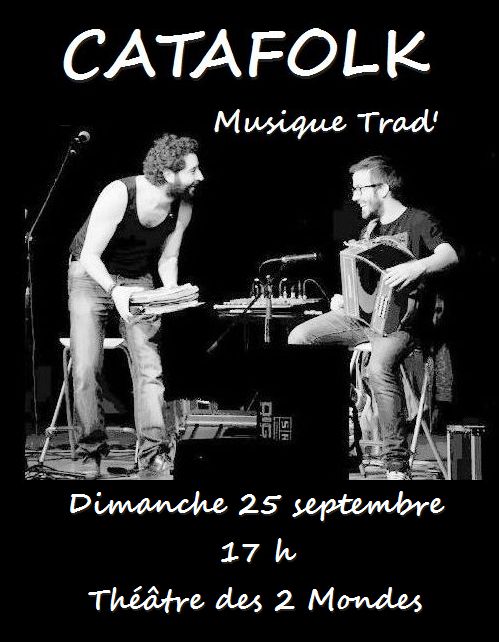 CATAFOLK
Musique Trad'
Dimanche 25 septembre
17 h
Théâtre des 2 Mondes